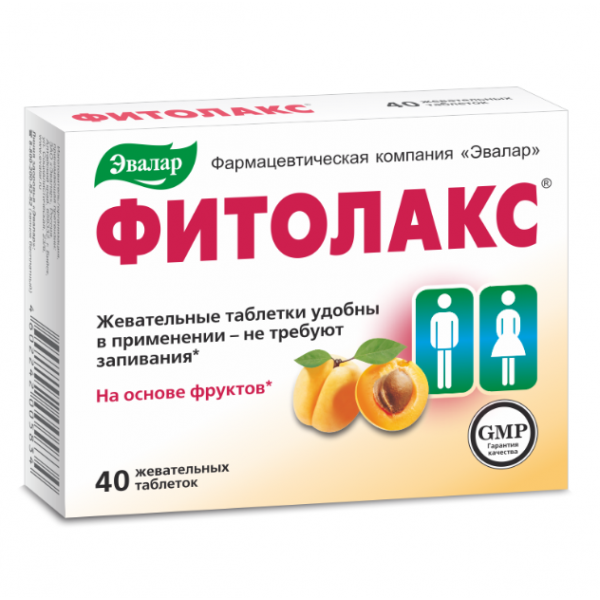 ФИТОЛАКС®
40 жевательных
таблеток
Эвалар
Фармацевтическая компания «Эвалар»
ФИТОЛАКС®
Жевательные таблетки удобны
в применении – не требуют
запивания*
На основе фруктов*
40 жевательных
таблеток
GMP
Гарантия
качества